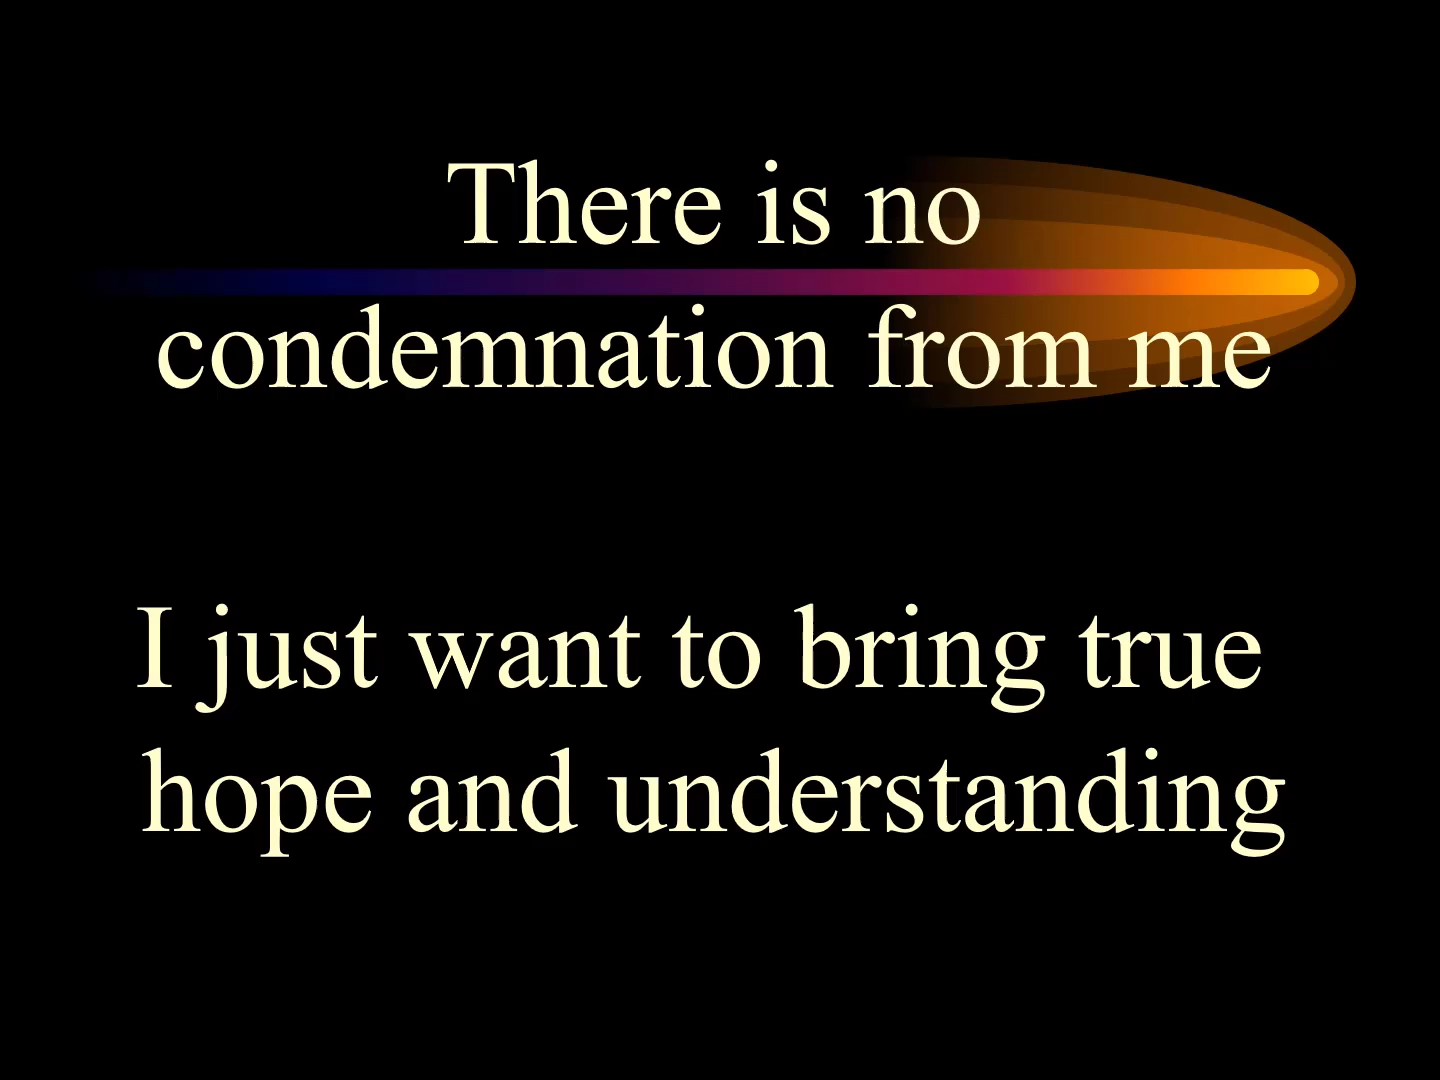 There is no
condemnation from me
I just want to bring true
hope and understanding